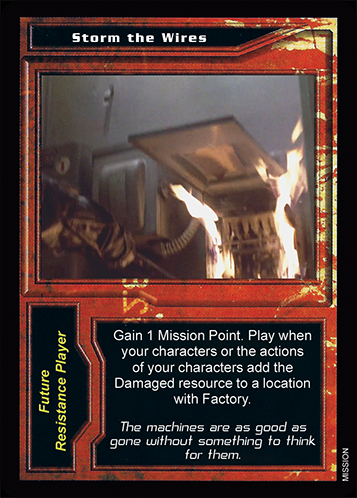 Storm the Wires
Future
Resistance Player
Gain 1 Mission Point. Play when
your characters or the actions
of your characters add the
Damaged resource to a location
with Factory.
The machines are as good as
gone without something to think
for them.
MISSION